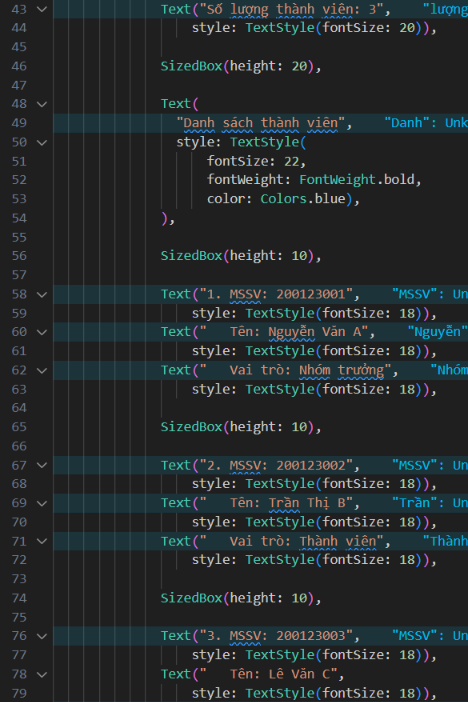 43 Text("Số lượng thành viên: 3", "lượng
44 style: TextStyle(fontSize: 20)),
45
46 SizedBox(height: 20),
47
48 Text(
49 "Danh sách thành viên", "Danh": Unk
50 style: TextStyle(
51 fontSize: 22,
52 fontWeight: FontWeight.bold,
53 color: Colors.blue),
54 ),
55
56 SizedBox(height: 10),
57
58 Text("1. MSSV: 200123001", "MSSV": Un
59 style: TextStyle(fontSize: 18)),
60 Text("   Tên: Nguyễn Văn A", "Nguyễn"
61 style: TextStyle(fontSize: 18)),
62 Text("   Vai trò: Nhóm trưởng", "Nhóm
63 style: TextStyle(fontSize: 18)),
64
65 SizedBox(height: 10),
66
67 Text("2. MSSV: 200123002", "MSSV": Un
68 style: TextStyle(fontSize: 18)),
69 Text("   Tên: Trần Thị B", "Trần": Un
70 style: TextStyle(fontSize: 18)),
71 Text("   Vai trò: Thành viên", "Thành
72 style: TextStyle(fontSize: 18)),
73
74 SizedBox(height: 10),
75
76 Text("3. MSSV: 200123003", "MSSV": Un
77 style: TextStyle(fontSize: 18)),
78 Text("   Tên: Lê Văn C",
79 style: TextStyle(fontSize: 18)),